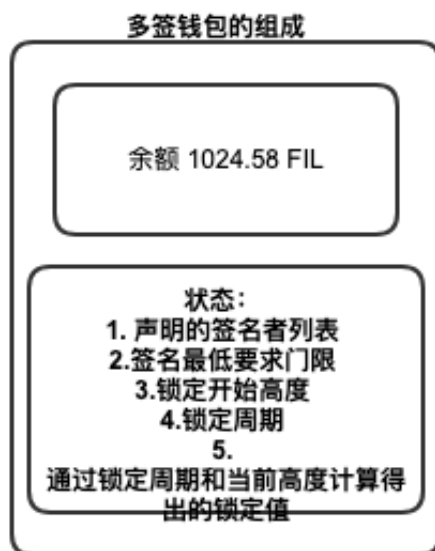 多签钱包的组成
余额 1024.58 FIL
状态：
1. 声明的签名者列表
2.签名最低要求门限
3.锁定开始高度
4.锁定周期
5.
通过锁定周期和当前高度计算得
出的锁定值